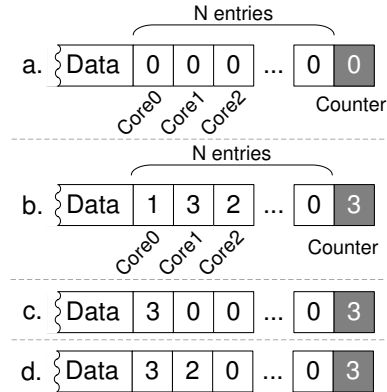 N entries
a. Data 0 0 0 ... 0 0
Core0 Core1 Core2 Counter
N entries
b. Data 1 3 2 ... 0 3
Core0 Core1 Core2 Counter
c. Data 3 0 0 ... 0 3
d. Data 3 2 0 ... 0 3